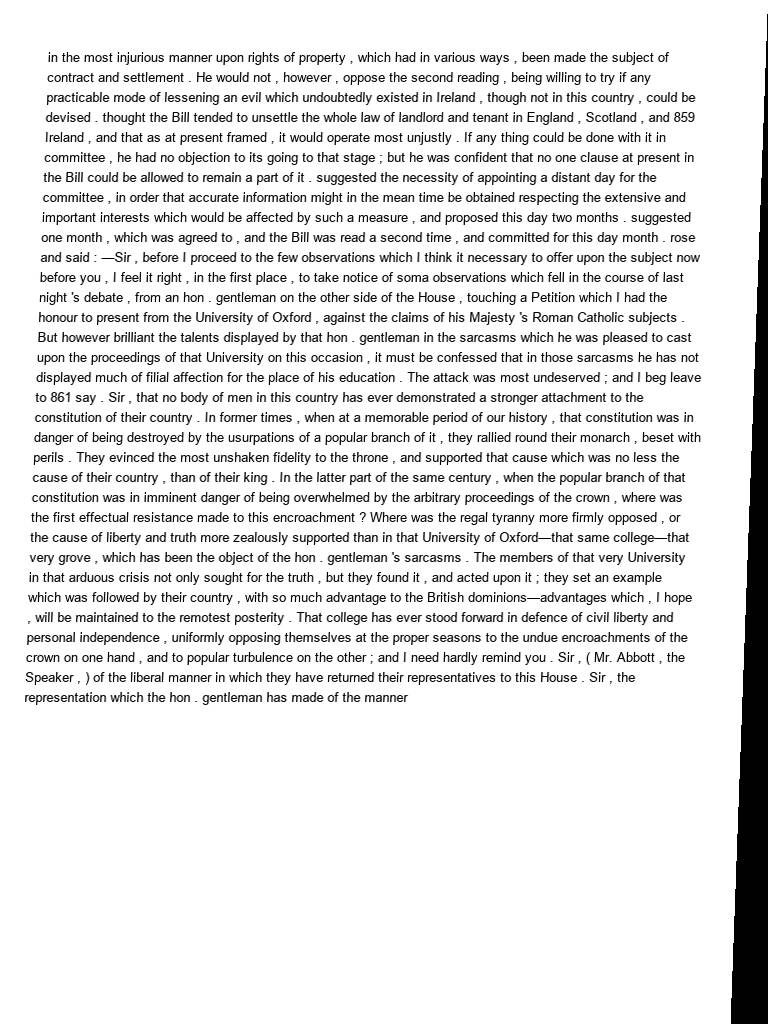 in the most injurious manner upon rights of property , which had in various ways , been made the subject of
contract and settlement . He would not , however , oppose the second reading , being willing to try if any
practicable mode of lessening an evil which undoubtedly existed in Ireland , though not in this country , could be
devised . thought the Bill tended to unsettle the whole law of landlord and tenant in England , Scotland , and 859
Ireland , and that as at present framed , it would operate most unjustly . If any thing could be done with it in
committee , he had no objection to its going to that stage ; but he was confident that no one clause at present in
the Bill could be allowed to remain a part of it . suggested the necessity of appointing a distant day for the
committee , in order that accurate information might in the mean time be obtained respecting the extensive and
important interests which would be affected by such a measure , and proposed this day two months . suggested
one month , which was agreed to , and the Bill was read a second time , and committed for this day month . rose
and said : —Sir , before I proceed to the few observations which I think it necessary to offer upon the subject now
before you , I feel it right , in the first place , to take notice of soma observations which fell in the course of last
night 's debate , from an hon . gentleman on the other side of the House , touching a Petition which I had the
honour to present from the University of Oxford , against the claims of his Majesty 's Roman Catholic subjects .
But however brilliant the talents displayed by that hon . gentleman in the sarcasms which he was pleased to cast
upon the proceedings of that University on this occasion , it must be confessed that in those sarcasms he has not
displayed much of filial affection for the place of his education . The attack was most undeserved ; and I beg leave
to 861 say . Sir , that no body of men in this country has ever demonstrated a stronger attachment to the
constitution of their country . In former times , when at a memorable period of our history , that constitution was in
danger of being destroyed by the usurpations of a popular branch of it , they rallied round their monarch , beset with
perils . They evinced the most unshaken fidelity to the throne , and supported that cause which was no less the
cause of their country , than of their king . In the latter part of the same century , when the popular branch of that
constitution was in imminent danger of being overwhelmed by the arbitrary proceedings of the crown , where was
the first effectual resistance made to this encroachment ? Where was the regal tyranny more firmly opposed , or
the cause of liberty and truth more zealously supported than in that University of Oxford—that same college—that
very grove , which has been the object of the hon . gentleman 's sarcasms . The members of that very University
in that arduous crisis not only sought for the truth , but they found it , and acted upon it ; they set an example
which was followed by their country , with so much advantage to the British dominions—advantages which , I hope
, will be maintained to the remotest posterity . That college has ever stood forward in defence of civil liberty and
personal independence , uniformly opposing themselves at the proper seasons to the undue encroachments of the
crown on one hand , and to popular turbulence on the other ; and I need hardly remind you . Sir , ( Mr. Abbott , the
Speaker , ) of the liberal manner in which they have returned their representatives to this House . Sir , the
representation which the hon . gentleman has made of the manner